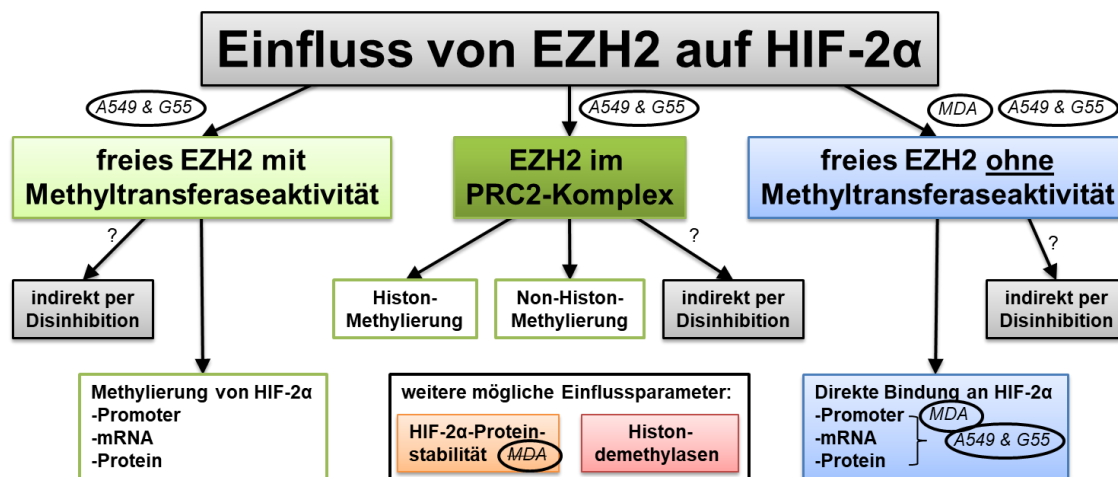 Einfluss von EZH2 auf HIF-2α
A549 & G55
A549 & G55
MDA
A549 & G55
freies EZH2 mit
Methyltransferaseaktivität
EZH2 im
PRC2-Komplex
freies EZH2 ohne
Methyltransferaseaktivität
?
?
?
indirekt per
Disinhibition
Histon-
Methylierung
Non-Histon-
Methylierung
indirekt per
Disinhibition
indirekt per
Disinhibition
Methylierung von HIF-2α
-Promoter
-mRNA
-Protein
weitere mögliche Einflussparameter:
HIF-2α-Protein-
stabilität
MDA
Histon-
demethylasen
Direkte Bindung an HIF-2α
-Promoter
-mRNA
-Protein
MDA
A549 & G55